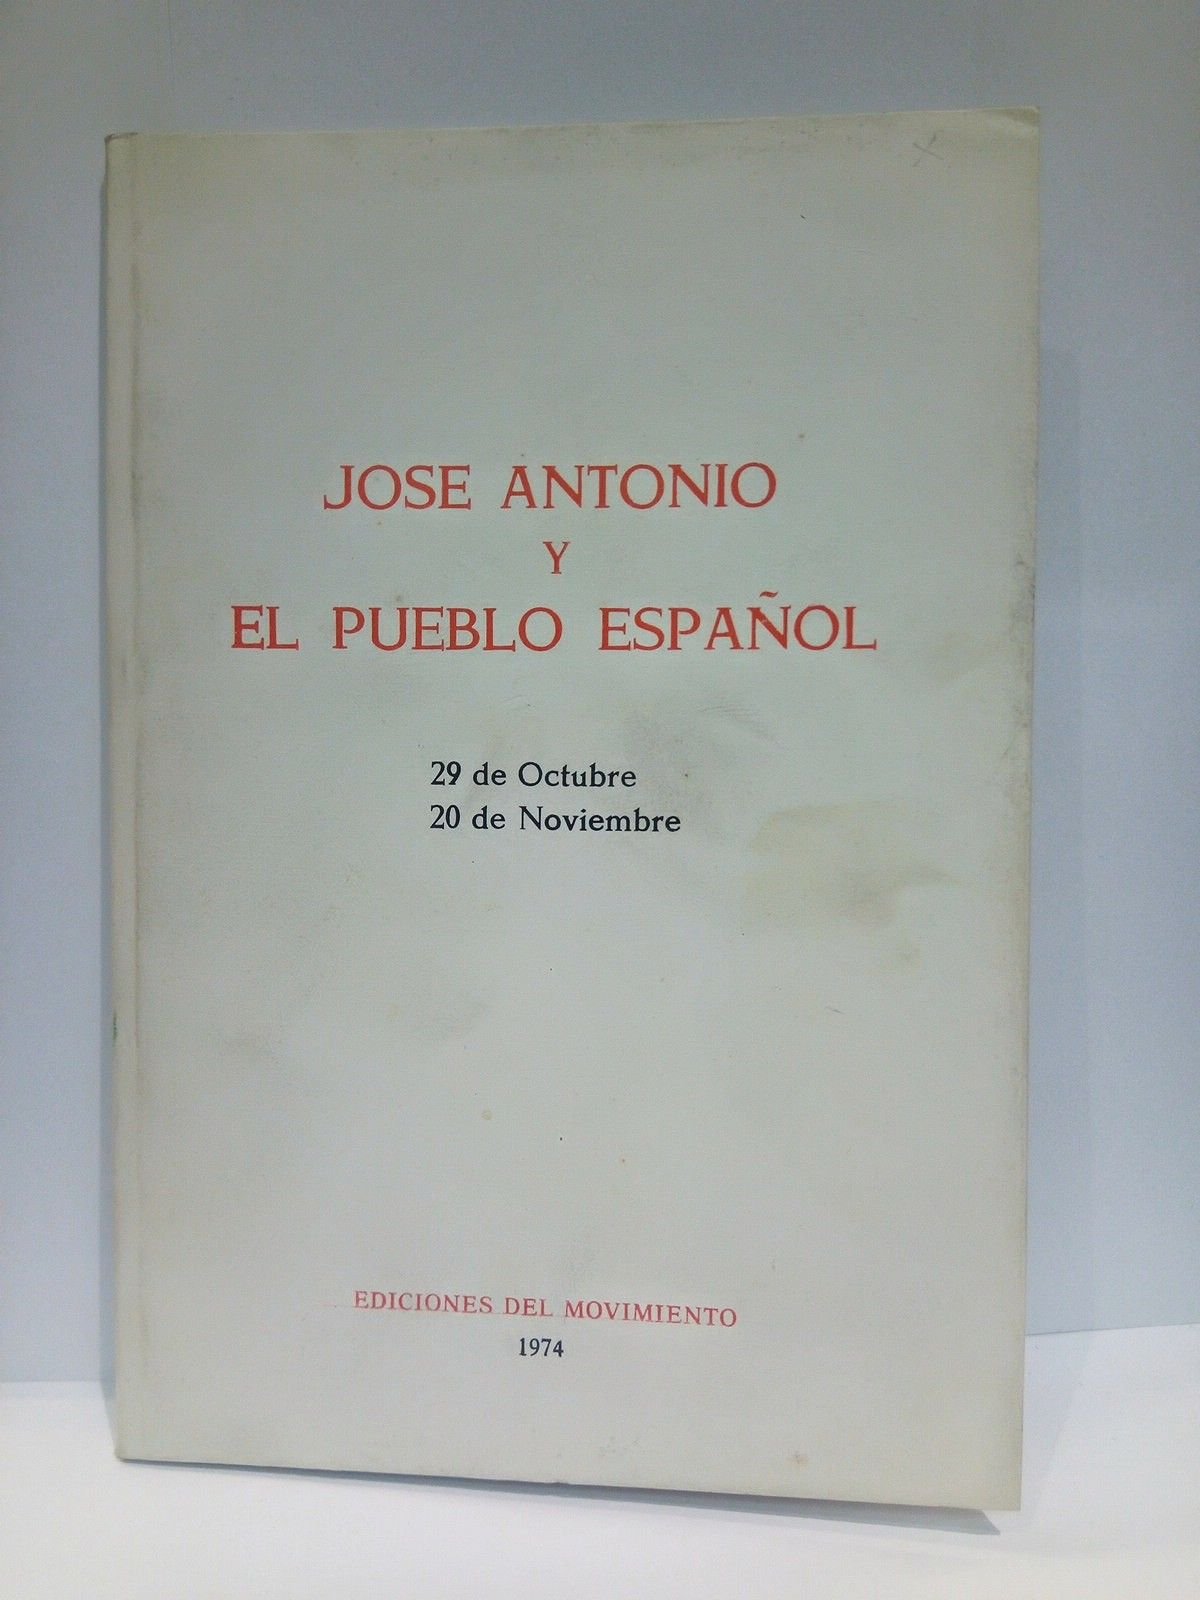 JOSE ANTONIO
Y
EL PUEBLO ESPAÑOL
29 de Octubre
20 de Noviembre
EDICIONES DEL MOVIMIENTO
1974